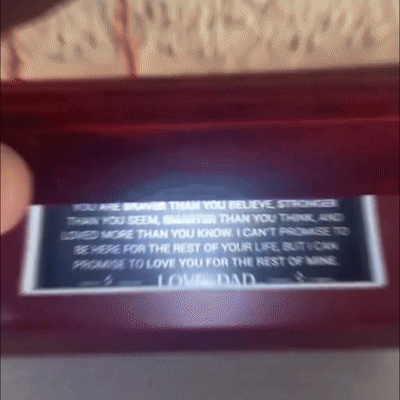 YOU ARE BRAVER THAN YOU BELIEVE, STRONGER
THAN YOU SEEM, SMARTER THAN YOU THINK, AND
LOVED MORE THAN YOU KNOW. I CAN'T PROMISE TO
BE HERE FOR THE REST OF YOUR LIFE, BUT I CAN
PROMISE TO LOVE YOU FOR THE REST OF MINE.
LOVE DAD